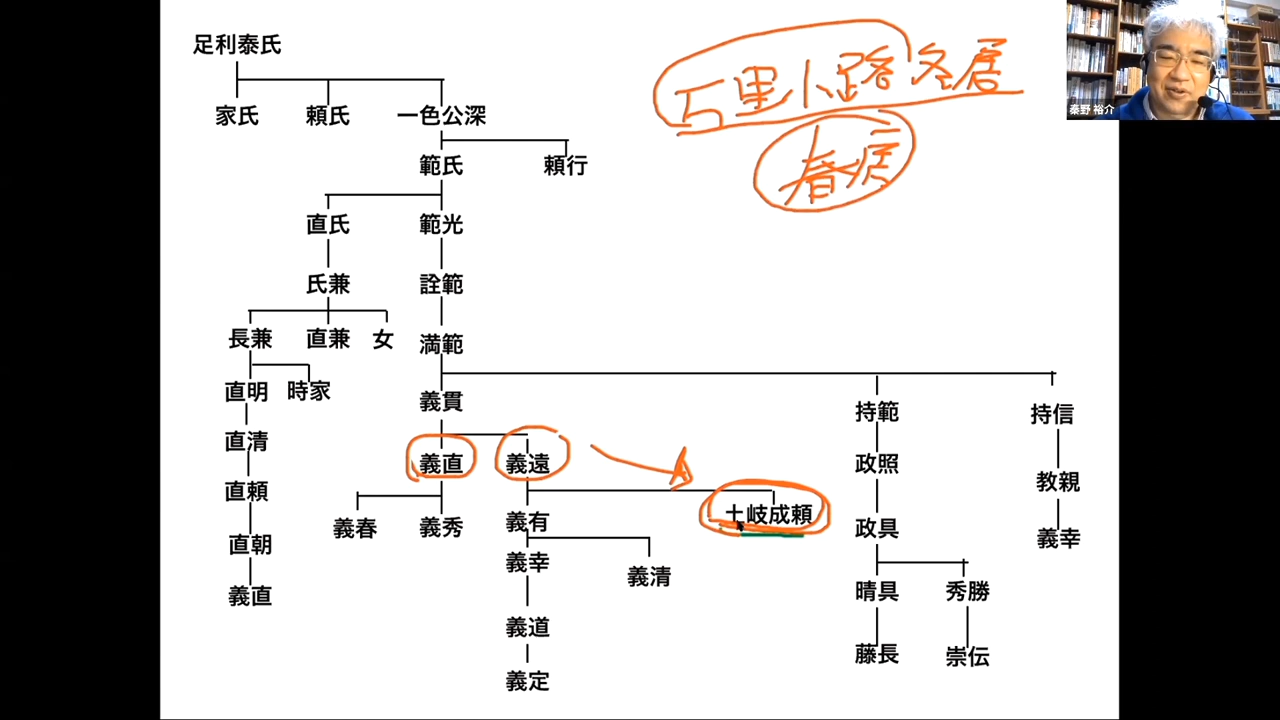 足利泰氏
万里小路冬房
春房
秦野 裕介
家氏 頼氏 一色公深
範氏 頼行
直氏 範光
氏兼 詮範
長兼 直兼 女 満範
直明 時家 義貫 持範 持信
直清 義直 義遠 政照 教親
直頼 義春 義秀 義有 土岐成頼 政具 義幸
直朝 義幸 義清 晴具 秀勝
義直 義道 藤長 崇伝
義定